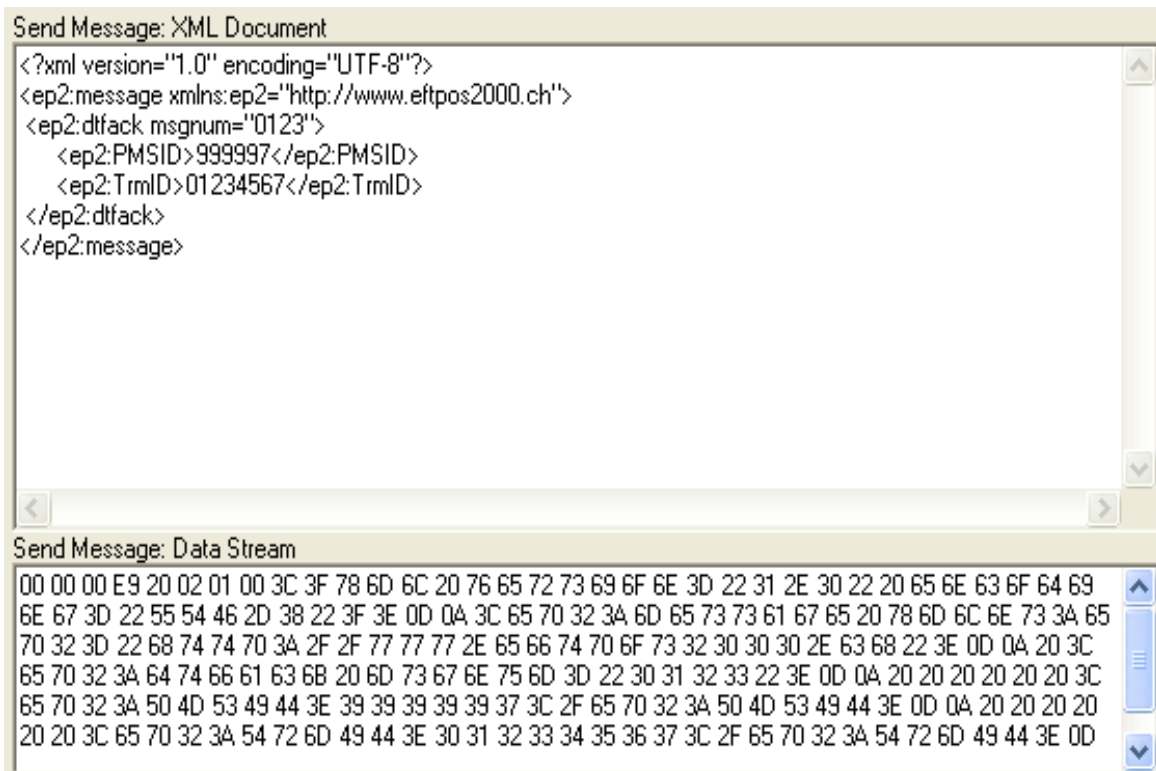 Send Message: XML Document
<?xml version="1.0" encoding="UTF-8"?>
<ep2:message xmlns:ep2="http://www.eftpos2000.ch">
 <ep2:dtfack msgnum="0123">
      <ep2:PMSID>999997</ep2:PMSID>
      <ep2:TrmID>01234567</ep2:TrmID>
 </ep2:dtfack>
</ep2:message>
Send Message: Data Stream
00 00 00 E9 20 02 01 00 3C 3F 78 6D 6C 20 76 65 72 73 69 6F 6E 3D 22 31 2E 30 22 20 65 6E 63 6F 64 69
6E 67 3D 22 55 54 46 2D 38 22 3F 3E 0D 0A 3C 65 70 32 3A 6D 65 73 73 61 67 65 20 78 6D 6C 6E 73 3A 65
70 32 3D 22 68 74 74 70 3A 2F 2F 77 77 77 2E 65 66 74 70 6F 73 32 30 30 30 2E 63 68 22 3E 0D 0A 20 3C
65 70 32 3A 64 74 66 61 63 6B 20 6D 73 67 6E 75 6D 3D 22 30 31 32 33 22 3E 0D 0A 20 20 20 20 20 20 3C
65 70 32 3A 50 4D 53 49 44 3E 39 39 39 39 39 37 3C 2F 65 70 32 3A 50 4D 53 49 44 3E 0D 0A 20 20 20 20
20 20 3C 65 70 32 3A 54 72 6D 49 44 3E 30 31 32 33 34 35 36 37 3C 2F 65 70 32 3A 54 72 6D 49 44 3E 0D